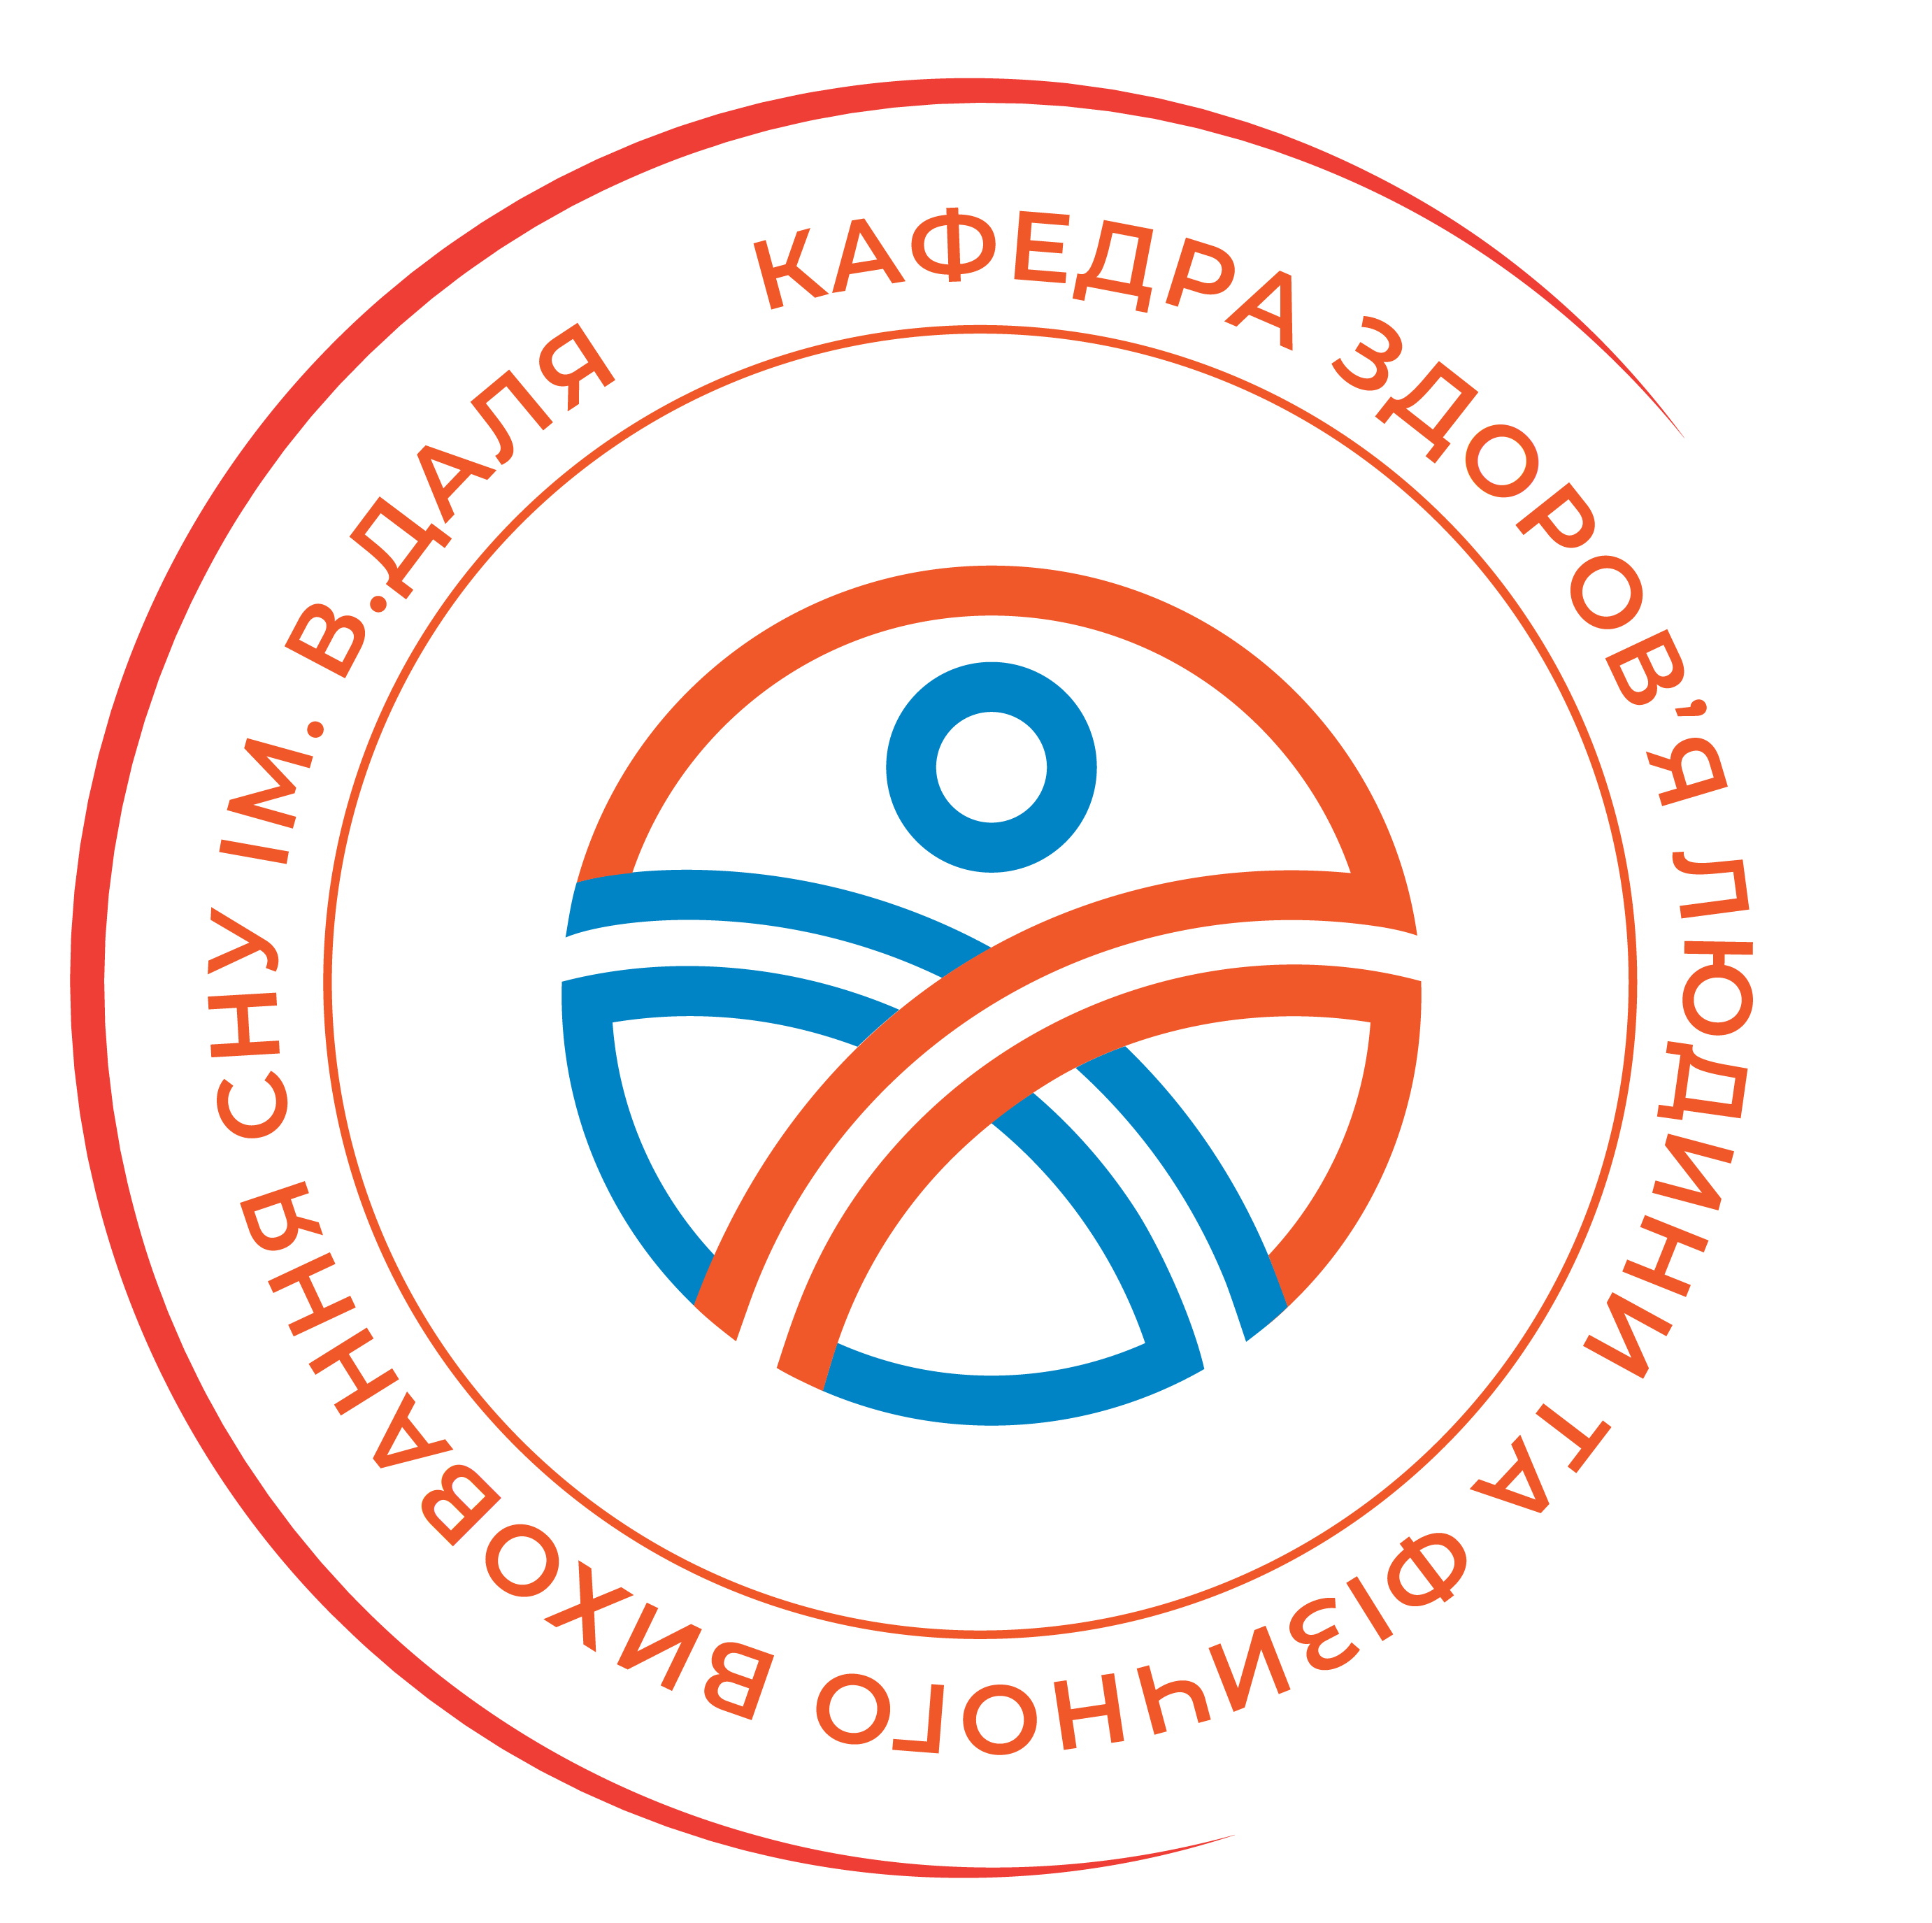 КАФЕДРА ЗДОРОВ’Я ЛЮДИНИ ТА ФІЗИЧНОГО ВИХОВАННЯ СНУ ІМ. В.ДАЛЯ